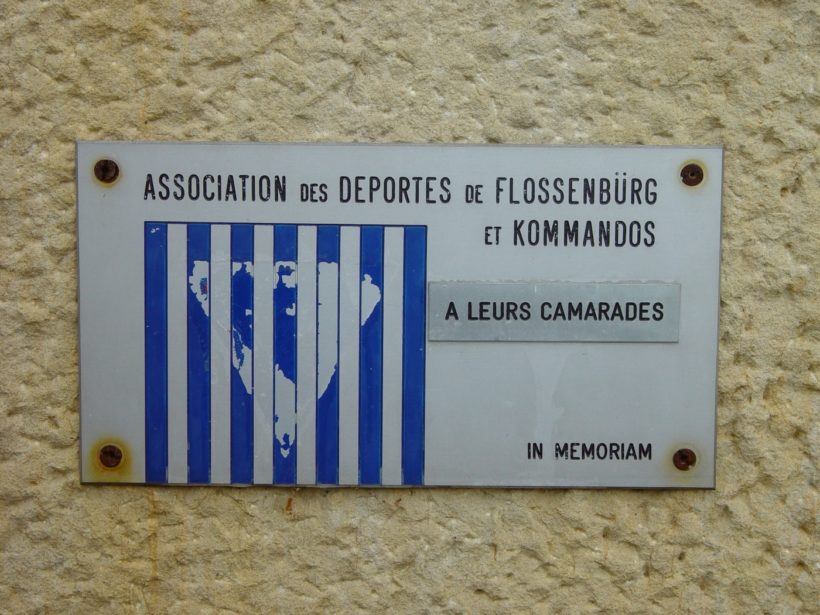 ASSOCIATION DES DEPORTES DE FLOSSENBÜRG
ET KOMMANDOS
A LEURS CAMARADES
IN MEMORIAM